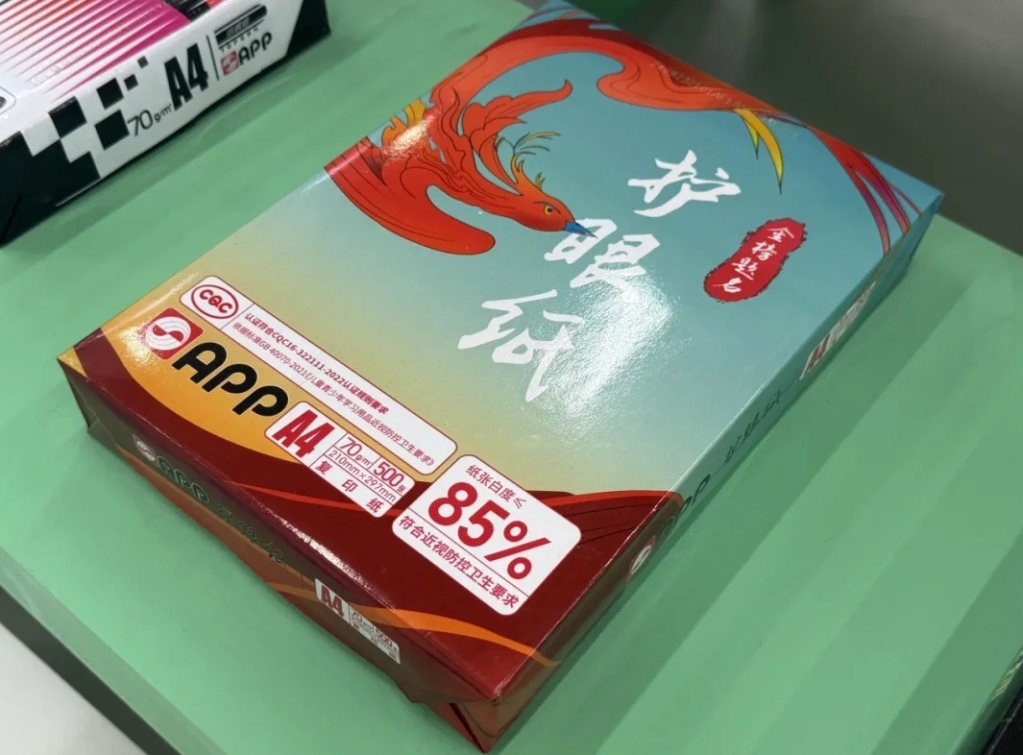 A4
APP
70g/m²
护眼纸
金榜题名
CQC
认证符合CQC16-322111-2022认证规则要求
依据标准GB 40070-2021《儿童青少年学习用品近视防控卫生要求》
APP
A4
70g/m² 500张
210mm×297mm
复印纸
纸张白度≤
85%
符合近视防控卫生要求
APP
A4